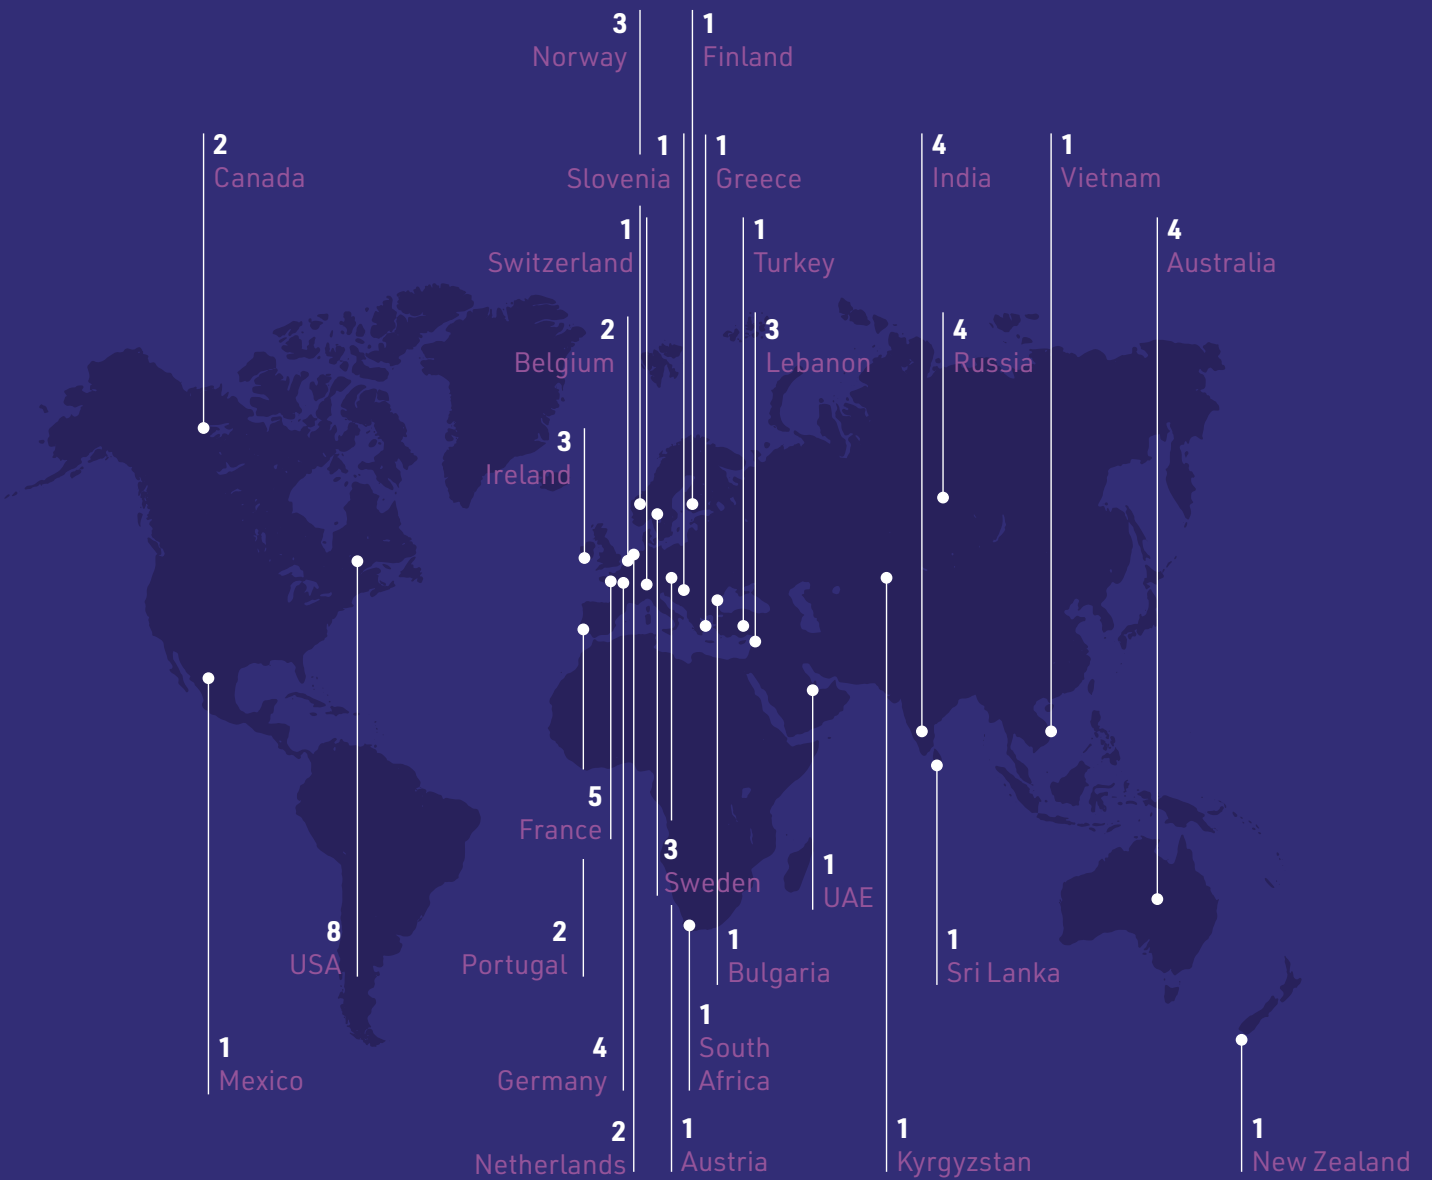 3
Norway
1
Finland
2
Canada
1
Slovenia
1
Greece
4
India
1
Vietnam
1
Switzerland
1
Turkey
4
Australia
2
Belgium
3
Lebanon
4
Russia
3
Ireland
5
France
3
Sweden
1
UAE
8
USA
2
Portugal
1
Bulgaria
1
Sri Lanka
1
Mexico
4
Germany
1
South
Africa
2
Netherlands
1
Austria
1
Kyrgyzstan
1
New Zealand